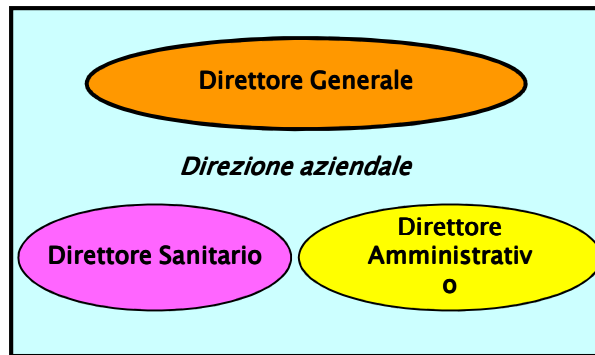 Direttore Generale
Direzione aziendale
Direttore Sanitario
Direttore
Amministrativ
o